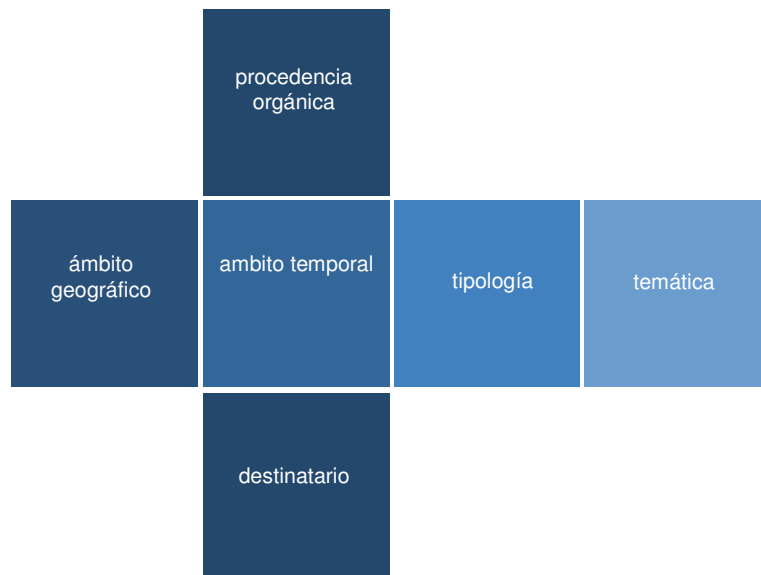 procedencia
orgánica
ámbito
geográfico
ambito temporal
tipología
temática
destinatario